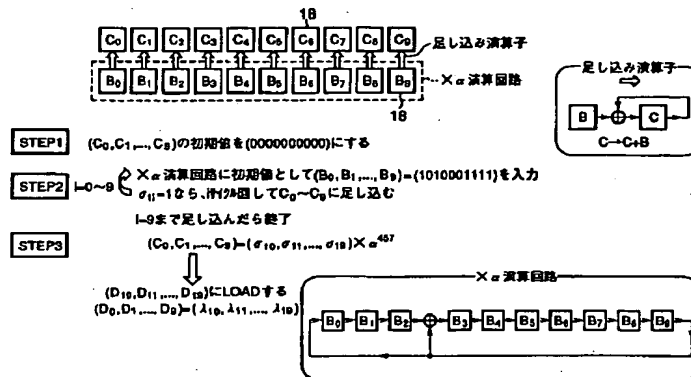 1B
C₀ C₁ C₂ C₃ C₄ C₅ C₆ C₇ C₈ C₉
足し込み演算子
B₀ B₁ B₂ B₃ B₄ B₅ B₆ B₇ B₈ B₉
×α演算回路
1B
足し込み演算子
B ⊕ C
C→C+B
STEP1 (C₀,C₁,...,C₉)の初期値を(0000000000)にする
STEP2 i=0~9
×α演算回路に初期値として(B₀,B₁,...,B₉)=(1010001111)を入力
σ₁ᵢ=1なら、iサイクル回してC₀~C₉に足し込む
i=9まで足し込んだら終了
STEP3 (C₀,C₁,...,C₉)=(σ₁₀,σ₁₁,...,σ₁₉)×α⁴⁵⁷
(D₁₀,D₁₁,...,D₁₉)にLOADする
(D₀,D₁,...,D₉)=(λ₁₀,λ₁₁,...,λ₁₉)
×α演算回路
B₀ B₁ B₂ ⊕ B₃ B₄ B₅ B₆ B₇ B₈ B₉